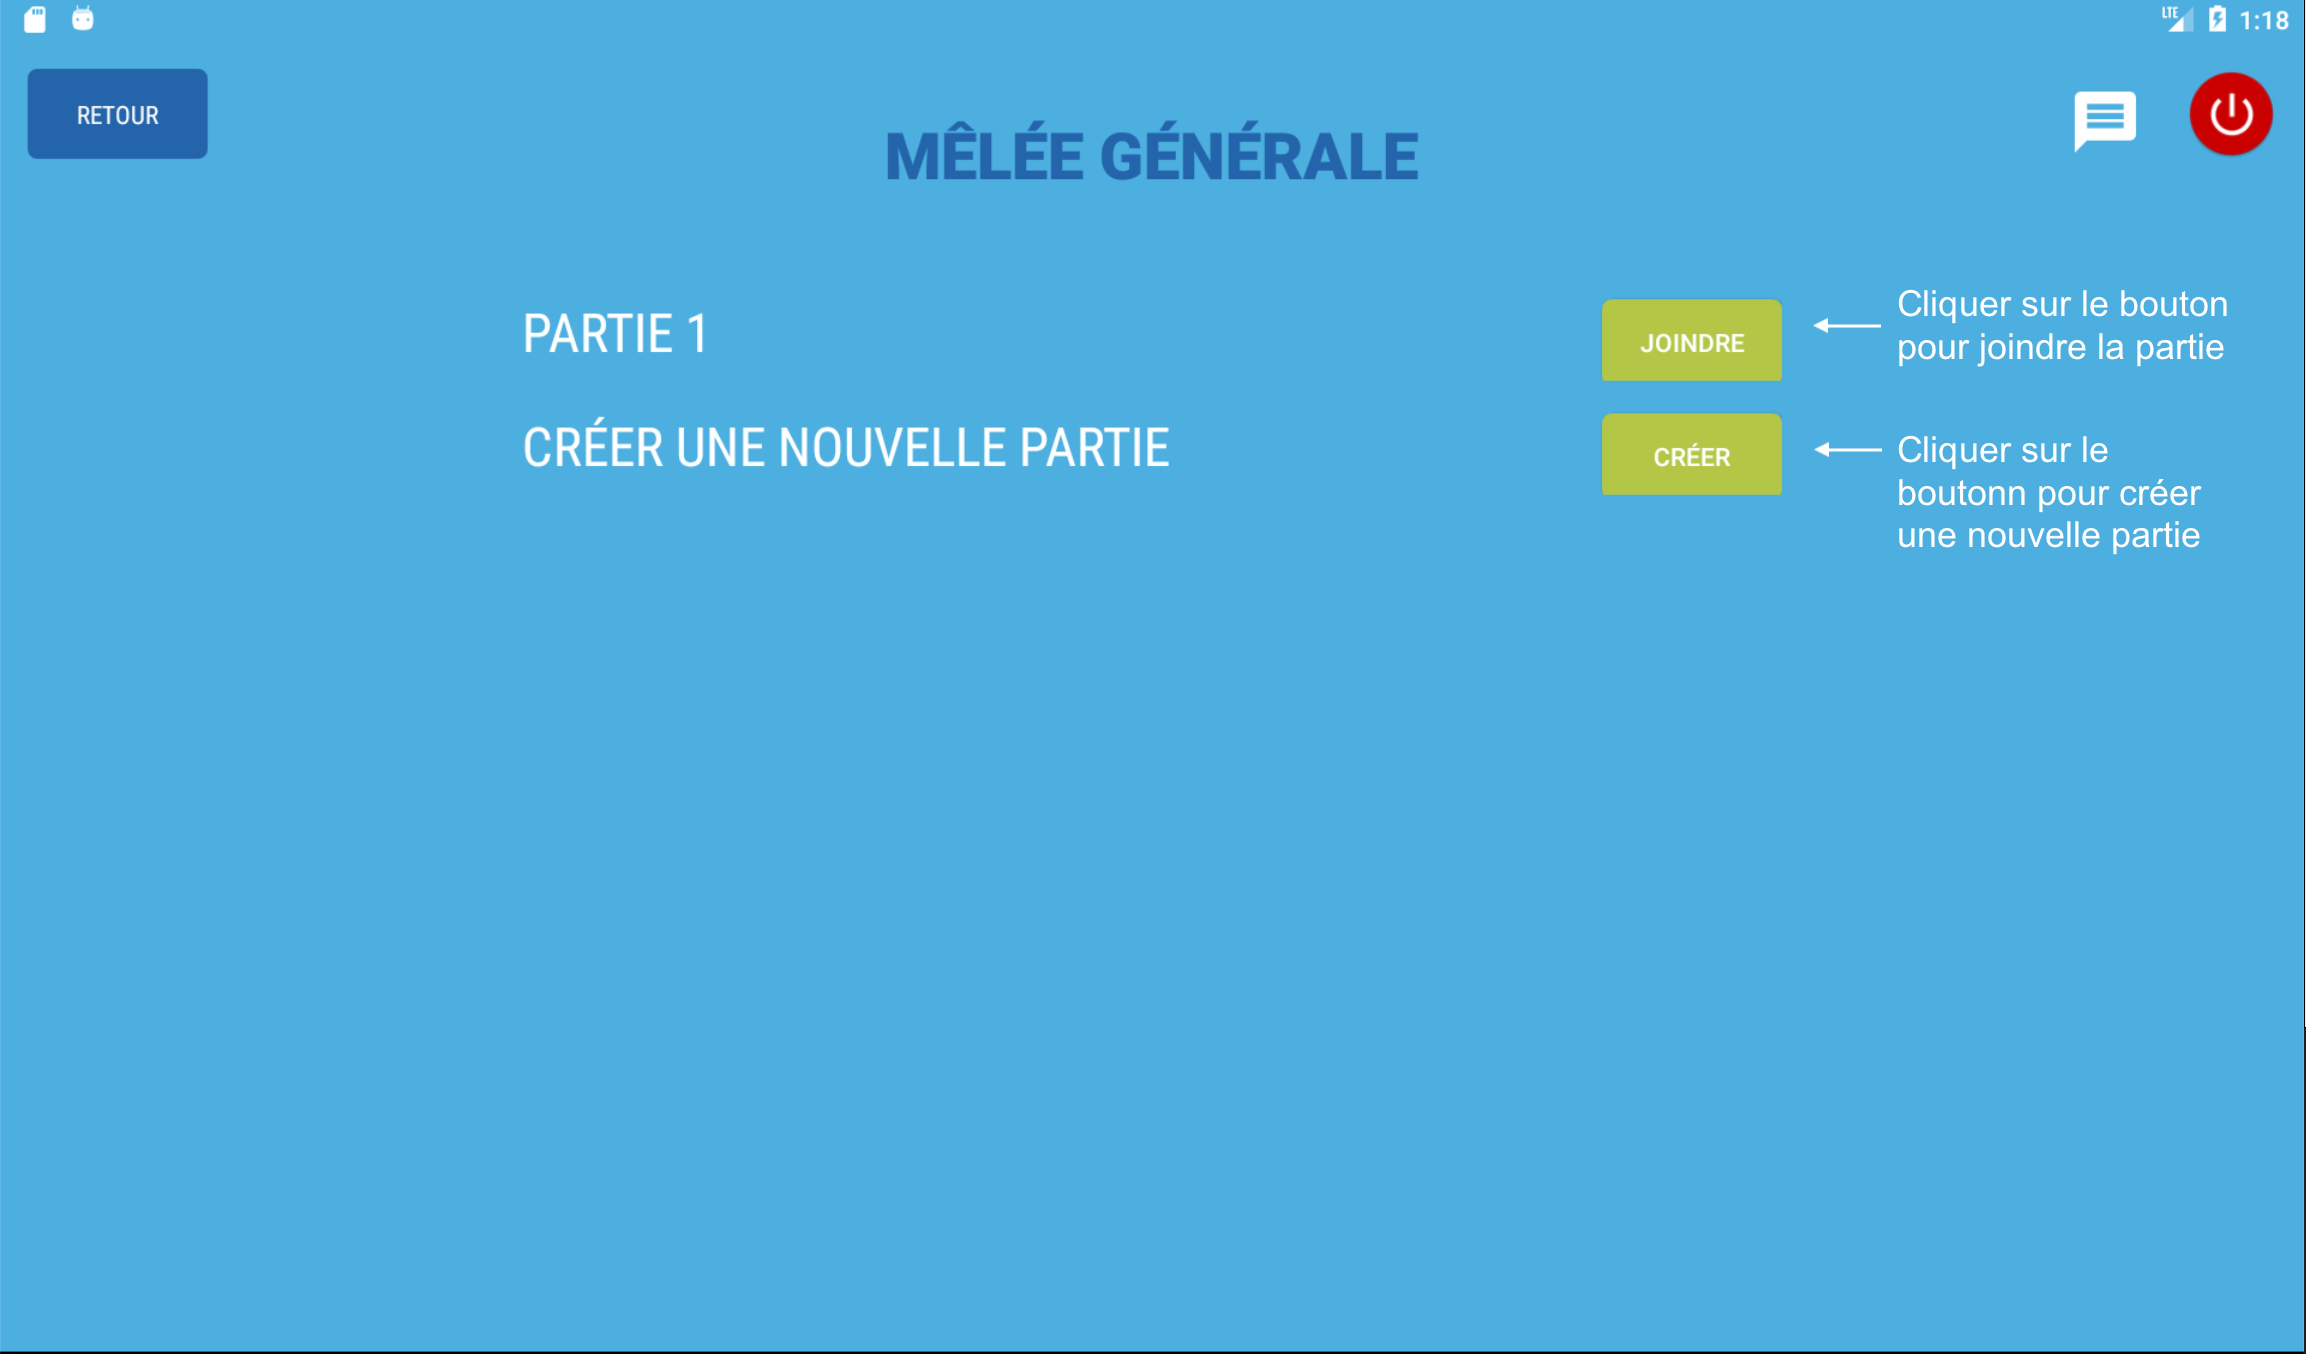 LTE 1:18
RETOUR
MÊLÉE GÉNÉRALE
PARTIE 1
JOINDRE
Cliquer sur le bouton
pour joindre la partie
CRÉER UNE NOUVELLE PARTIE
CRÉER
Cliquer sur le
boutonn pour créer
une nouvelle partie